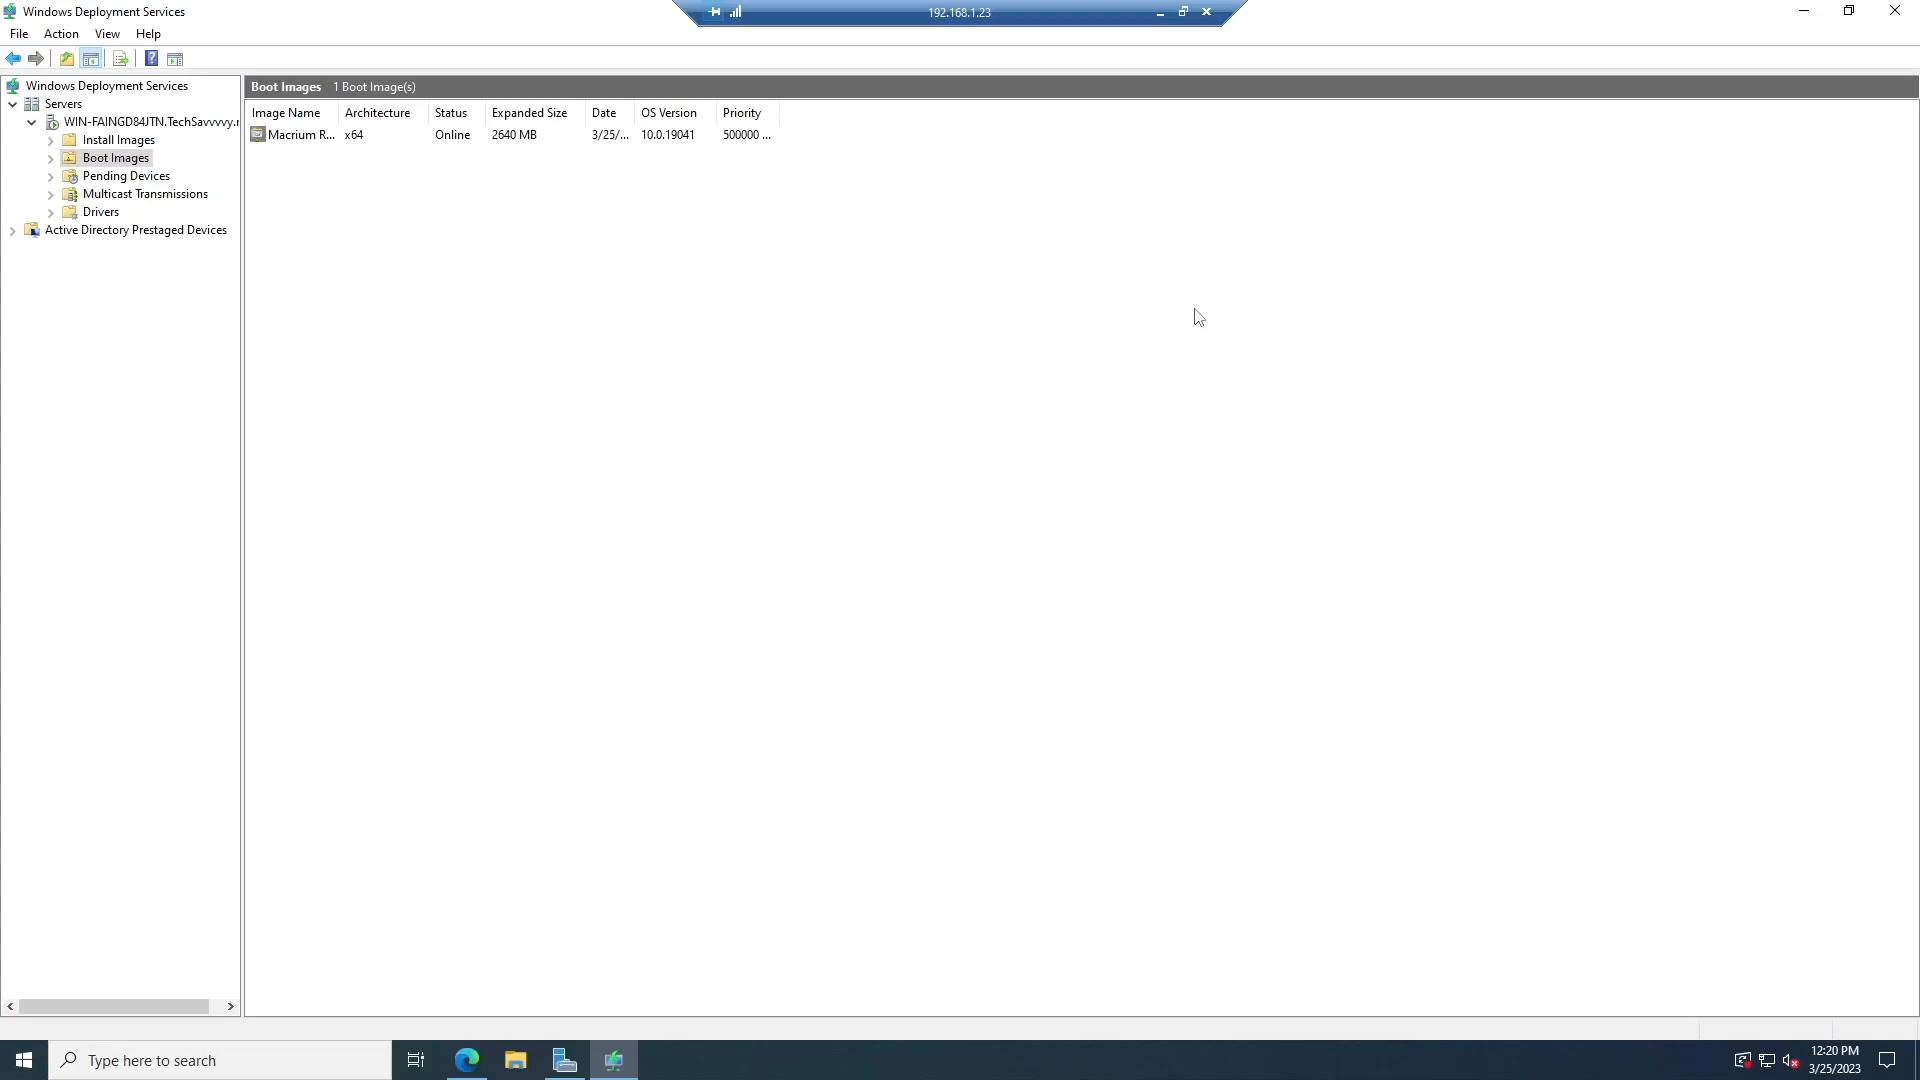 Windows Deployment Services
192.168.1.23
File Action View Help
Windows Deployment Services
Servers
WIN-FAINGD84JTN.TechSavvvvy.r
Install Images
Boot Images
Pending Devices
Multicast Transmissions
Drivers
Active Directory Prestaged Devices
Boot Images 1 Boot Image(s)
Image Name Architecture Status Expanded Size Date OS Version Priority
Macrium R... x64 Online 2640 MB 3/25/... 10.0.19041 500000 ...
Type here to search
12:20 PM
3/25/2023